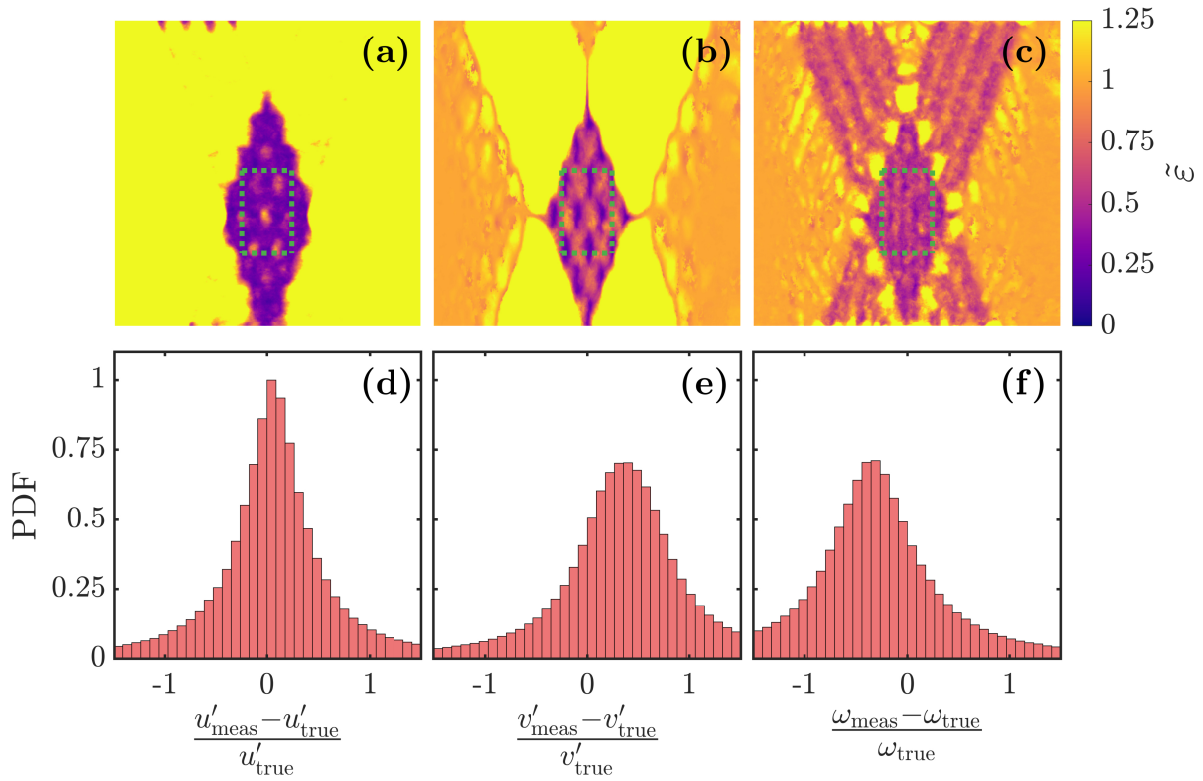 (a) (b) (c)
1.25
1
0.75
0.5
0.25
0
ε̃
(d) (e) (f)
1
0.75
0.5
0.25
0
PDF
-1 0 1 -1 0 1 -1 0 1
u′meas−u′true v′meas−v′true ωmeas−ωtrue
u′true v′true ωtrue